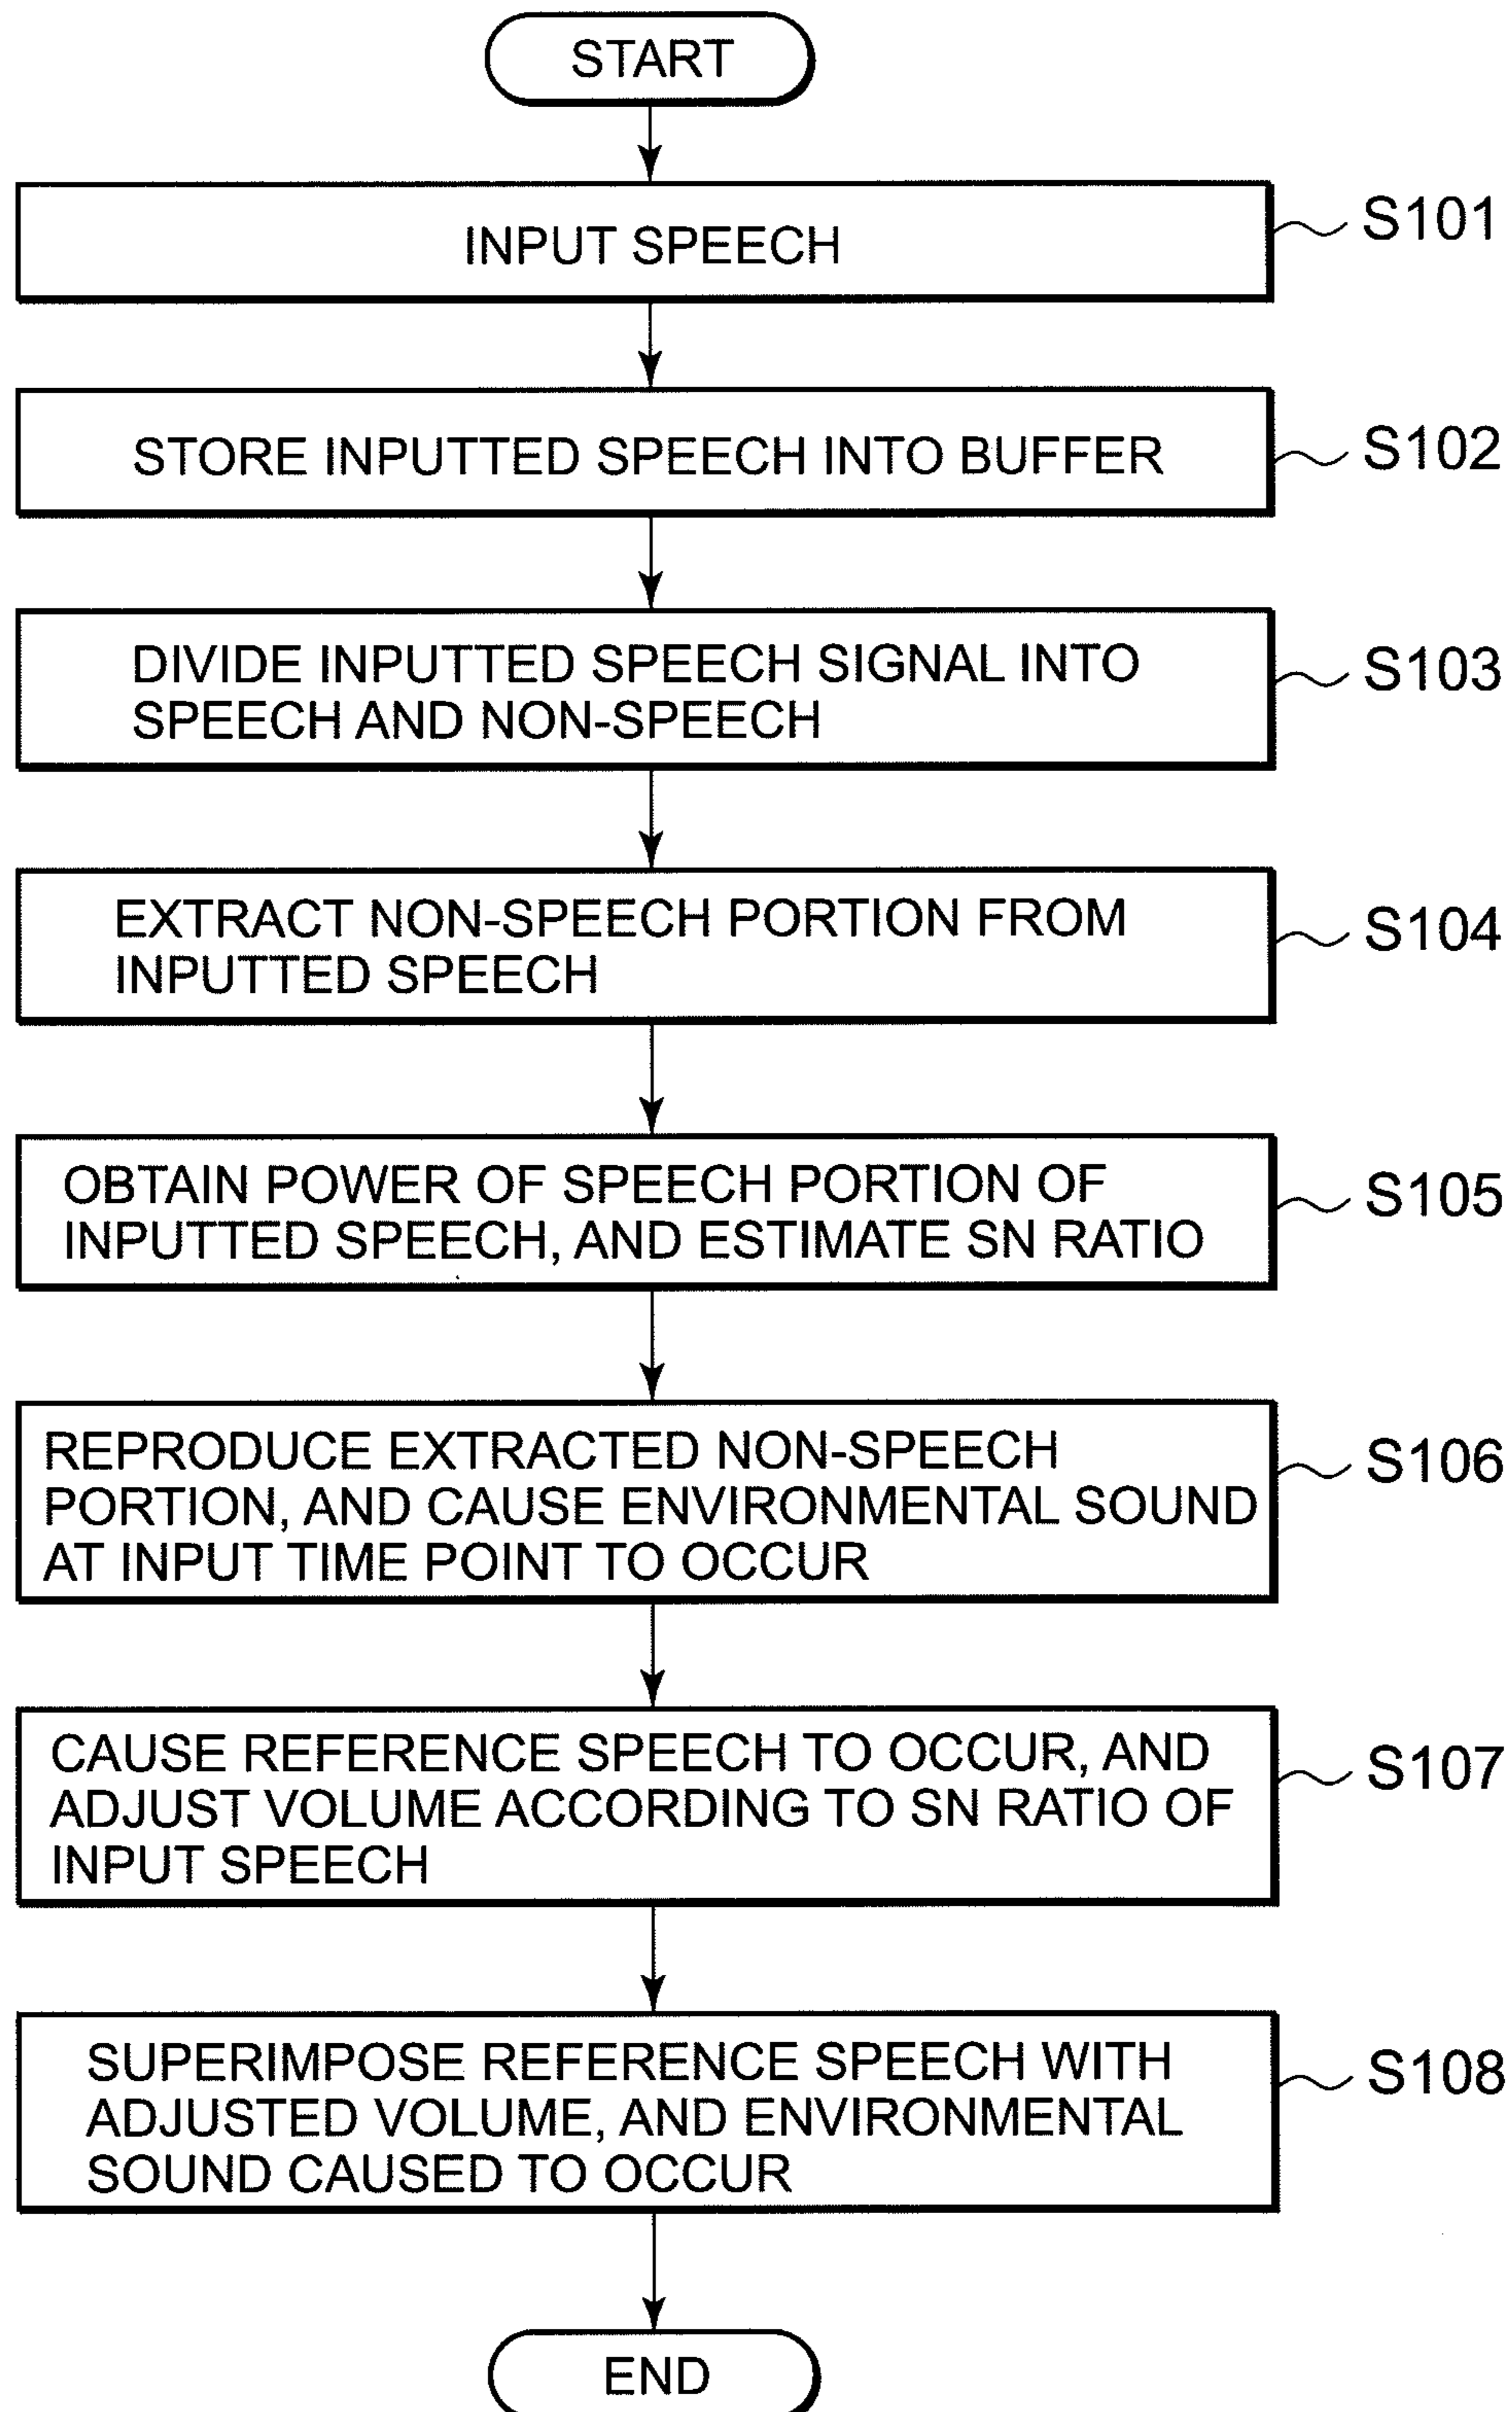 START
INPUT SPEECH
S101
STORE INPUTTED SPEECH INTO BUFFER
S102
DIVIDE INPUTTED SPEECH SIGNAL INTO
SPEECH AND NON-SPEECH
S103
EXTRACT NON-SPEECH PORTION FROM
INPUTTED SPEECH
S104
OBTAIN POWER OF SPEECH PORTION OF
INPUTTED SPEECH, AND ESTIMATE SN RATIO
S105
REPRODUCE EXTRACTED NON-SPEECH
PORTION, AND CAUSE ENVIRONMENTAL SOUND
AT INPUT TIME POINT TO OCCUR
S106
CAUSE REFERENCE SPEECH TO OCCUR, AND
ADJUST VOLUME ACCORDING TO SN RATIO OF
INPUT SPEECH
S107
SUPERIMPOSE REFERENCE SPEECH WITH
ADJUSTED VOLUME, AND ENVIRONMENTAL
SOUND CAUSED TO OCCUR
S108
END